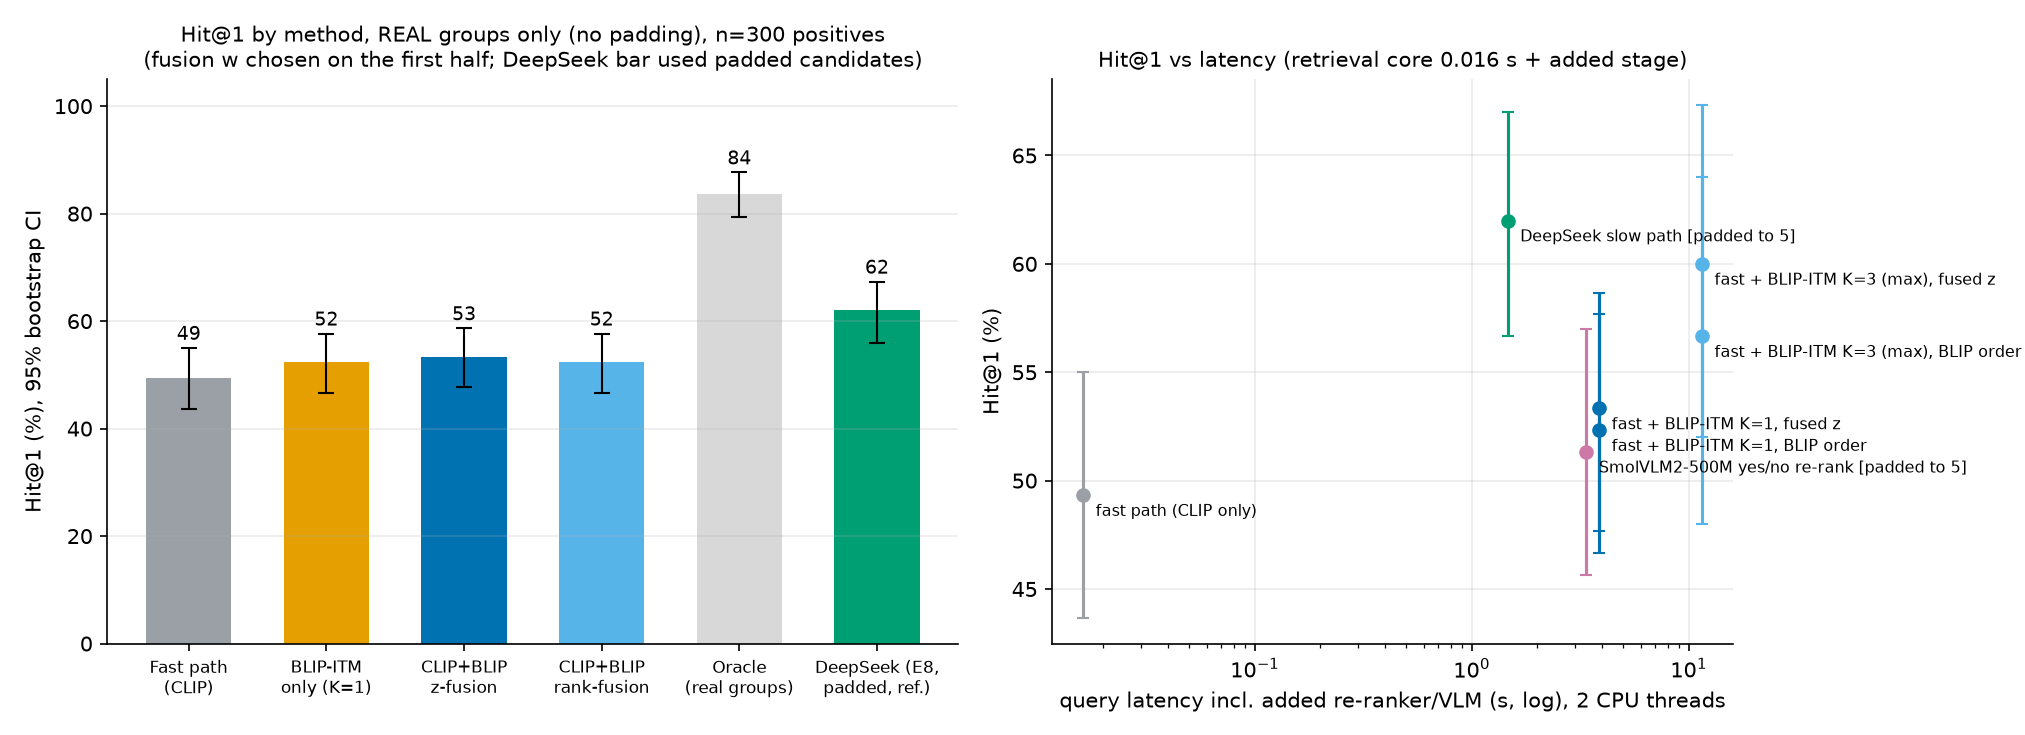 Hit@1 by method, REAL groups only (no padding), n=300 positives
(fusion w chosen on the first half; DeepSeek bar used padded candidates)
Hit@1 (%), 95% bootstrap CI
100
80
60
40
20
0
49
52
53
52
84
62
Fast path
(CLIP)
BLIP-ITM
only (K=1)
CLIP+BLIP
z-fusion
CLIP+BLIP
rank-fusion
Oracle
(real groups)
DeepSeek (E8,
padded, ref.)
Hit@1 vs latency (retrieval core 0.016 s + added stage)
Hit@1 (%)
65
60
55
50
45
DeepSeek slow path [padded to 5]
fast + BLIP-ITM K=3 (max), fused z
fast + BLIP-ITM K=3 (max), BLIP order
fast + BLIP-ITM K=1, fused z
fast + BLIP-ITM K=1, BLIP order
SmolVLM2-500M yes/no re-rank [padded to 5]
fast path (CLIP only)
10⁻¹
10⁰
10¹
query latency incl. added re-ranker/VLM (s, log), 2 CPU threads